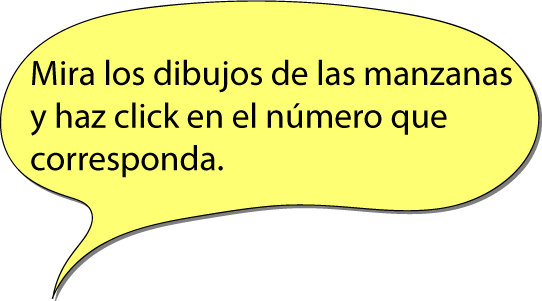 Mira los dibujos de las manzanas
y haz click en el número que
corresponda.